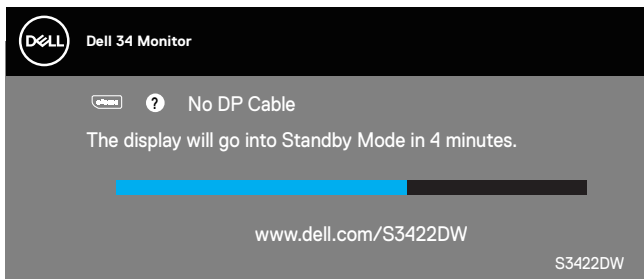 DELL
Dell 34 Monitor
? No DP Cable
The display will go into Standby Mode in 4 minutes.
www.dell.com/S3422DW
S3422DW